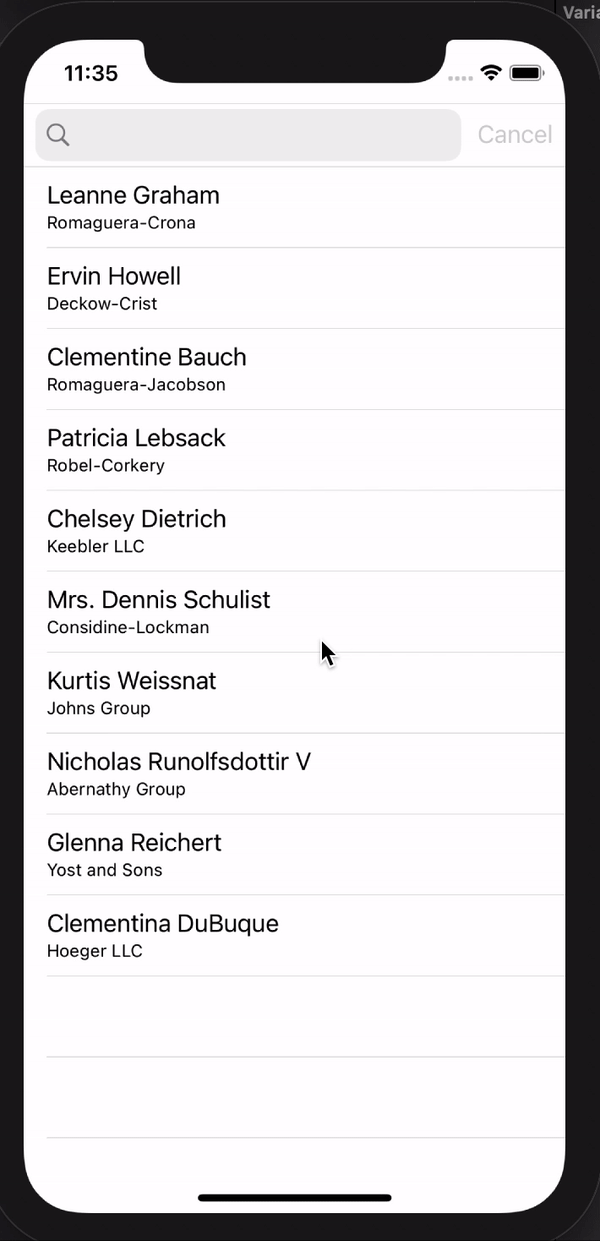 Varia
11:35
Cancel
Leanne Graham
Romaguera-Crona
Ervin Howell
Deckow-Crist
Clementine Bauch
Romaguera-Jacobson
Patricia Lebsack
Robel-Corkery
Chelsey Dietrich
Keebler LLC
Mrs. Dennis Schulist
Considine-Lockman
Kurtis Weissnat
Johns Group
Nicholas Runolfsdottir V
Abernathy Group
Glenna Reichert
Yost and Sons
Clementina DuBuque
Hoeger LLC